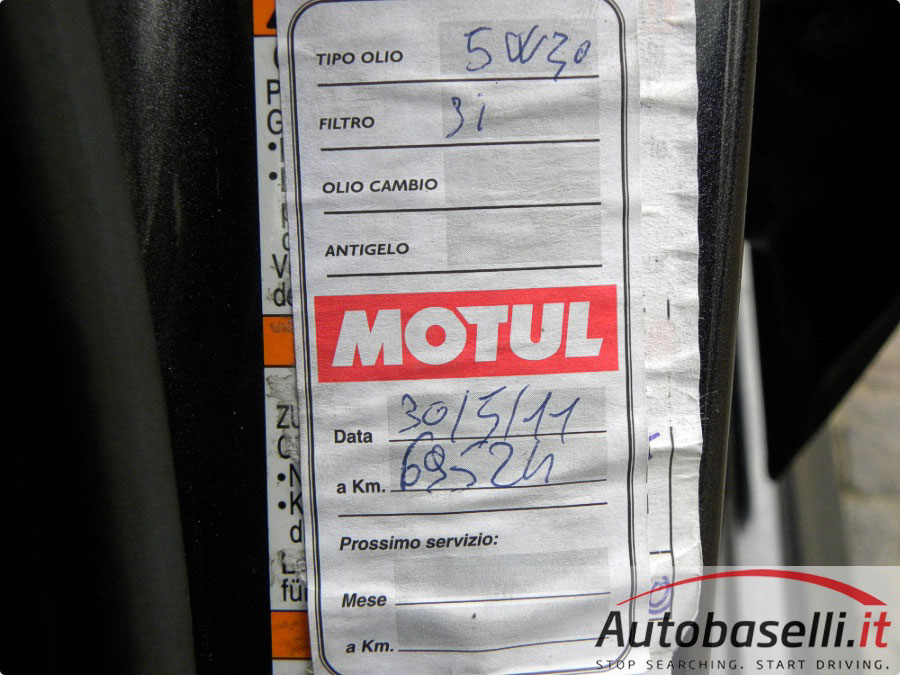 TIPO OLIO 5W30
FILTRO 3i
OLIO CAMBIO
ANTIGELO
MOTUL
Data 30/5/11
a Km. 69524
Prossimo servizio:
Mese
a Km.
Autobaselli.it
STOP SEARCHING. START DRIVING.